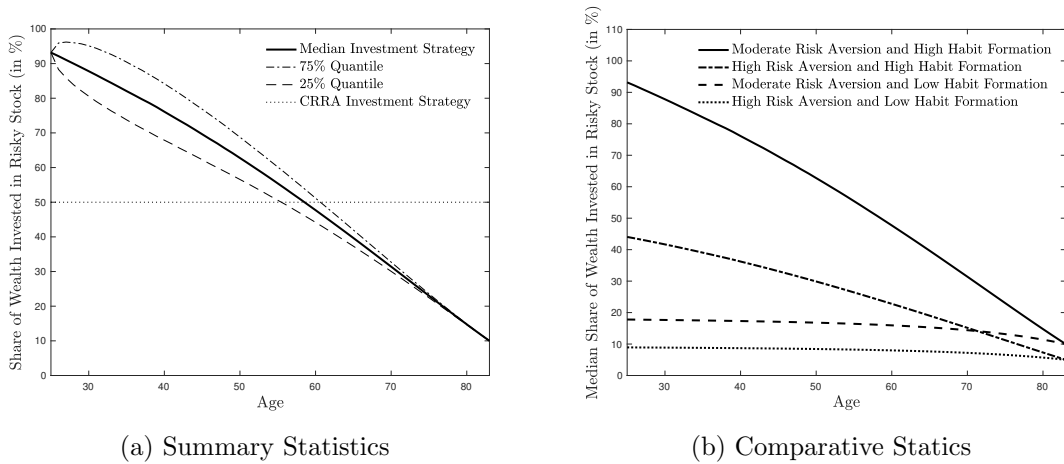 Share of Wealth Invested in Risky Stock (in %)
100
90
80
70
60
50
40
30
20
10
0
Median Investment Strategy
75% Quantile
25% Quantile
CRRA Investment Strategy
30 40 50 60 70 80
Age
(a) Summary Statistics
Median Share of Wealth Invested in Risky Stock (in %)
110
100
90
80
70
60
50
40
30
20
10
0
Moderate Risk Aversion and High Habit Formation
High Risk Aversion and High Habit Formation
Moderate Risk Aversion and Low Habit Formation
High Risk Aversion and Low Habit Formation
30 40 50 60 70 80
Age
(b) Comparative Statics